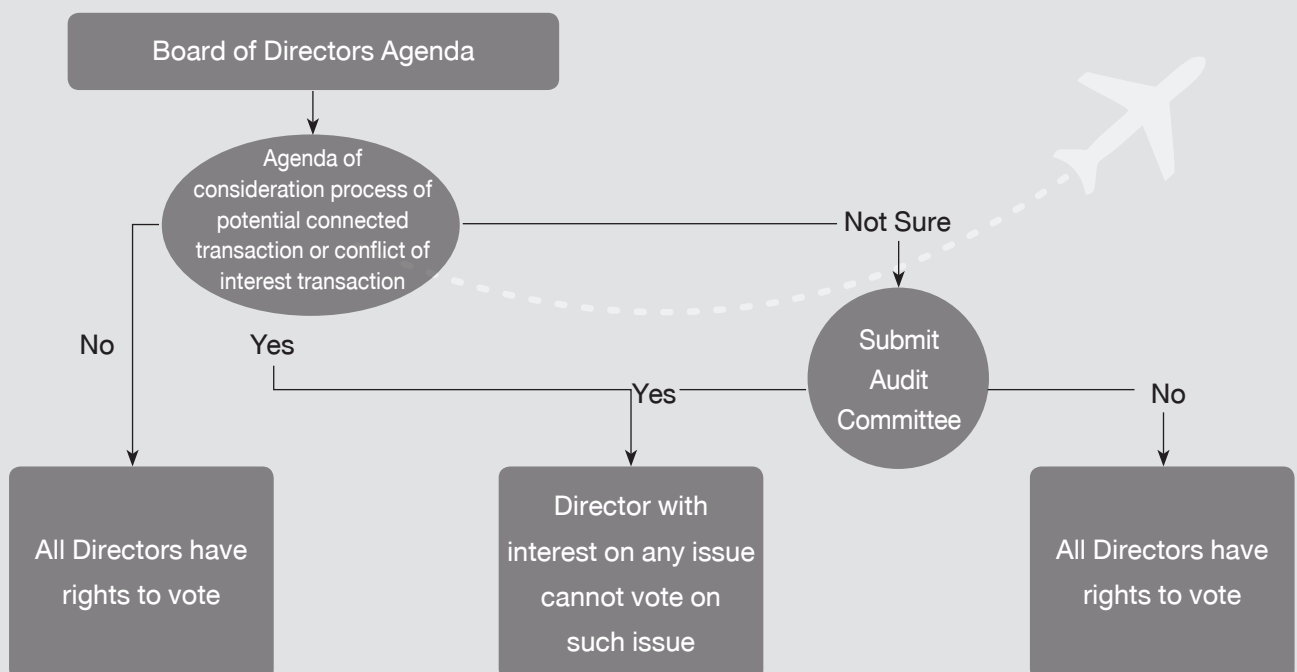 Board of Directors Agenda
Agenda of
consideration process of
potential connected
transaction or conflict of
interest transaction
Not Sure
No
Yes
Submit
Audit
Committee
Yes
No
All Directors have
rights to vote
Director with
interest on any issue
cannot vote on
such issue
All Directors have
rights to vote